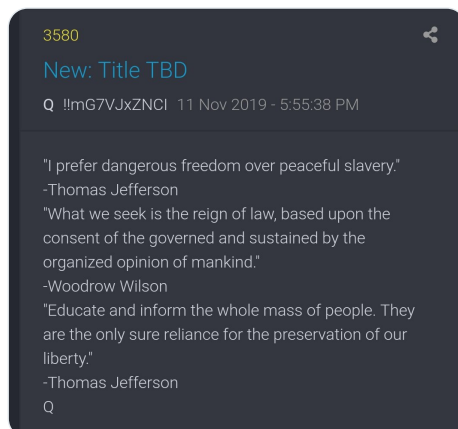 3580
New: Title TBD
Q !!mG7VJxZNCI 11 Nov 2019 - 5:55:38 PM
"I prefer dangerous freedom over peaceful slavery."
-Thomas Jefferson
"What we seek is the reign of law, based upon the
consent of the governed and sustained by the
organized opinion of mankind."
-Woodrow Wilson
"Educate and inform the whole mass of people. They
are the only sure reliance for the preservation of our
liberty."
-Thomas Jefferson
Q